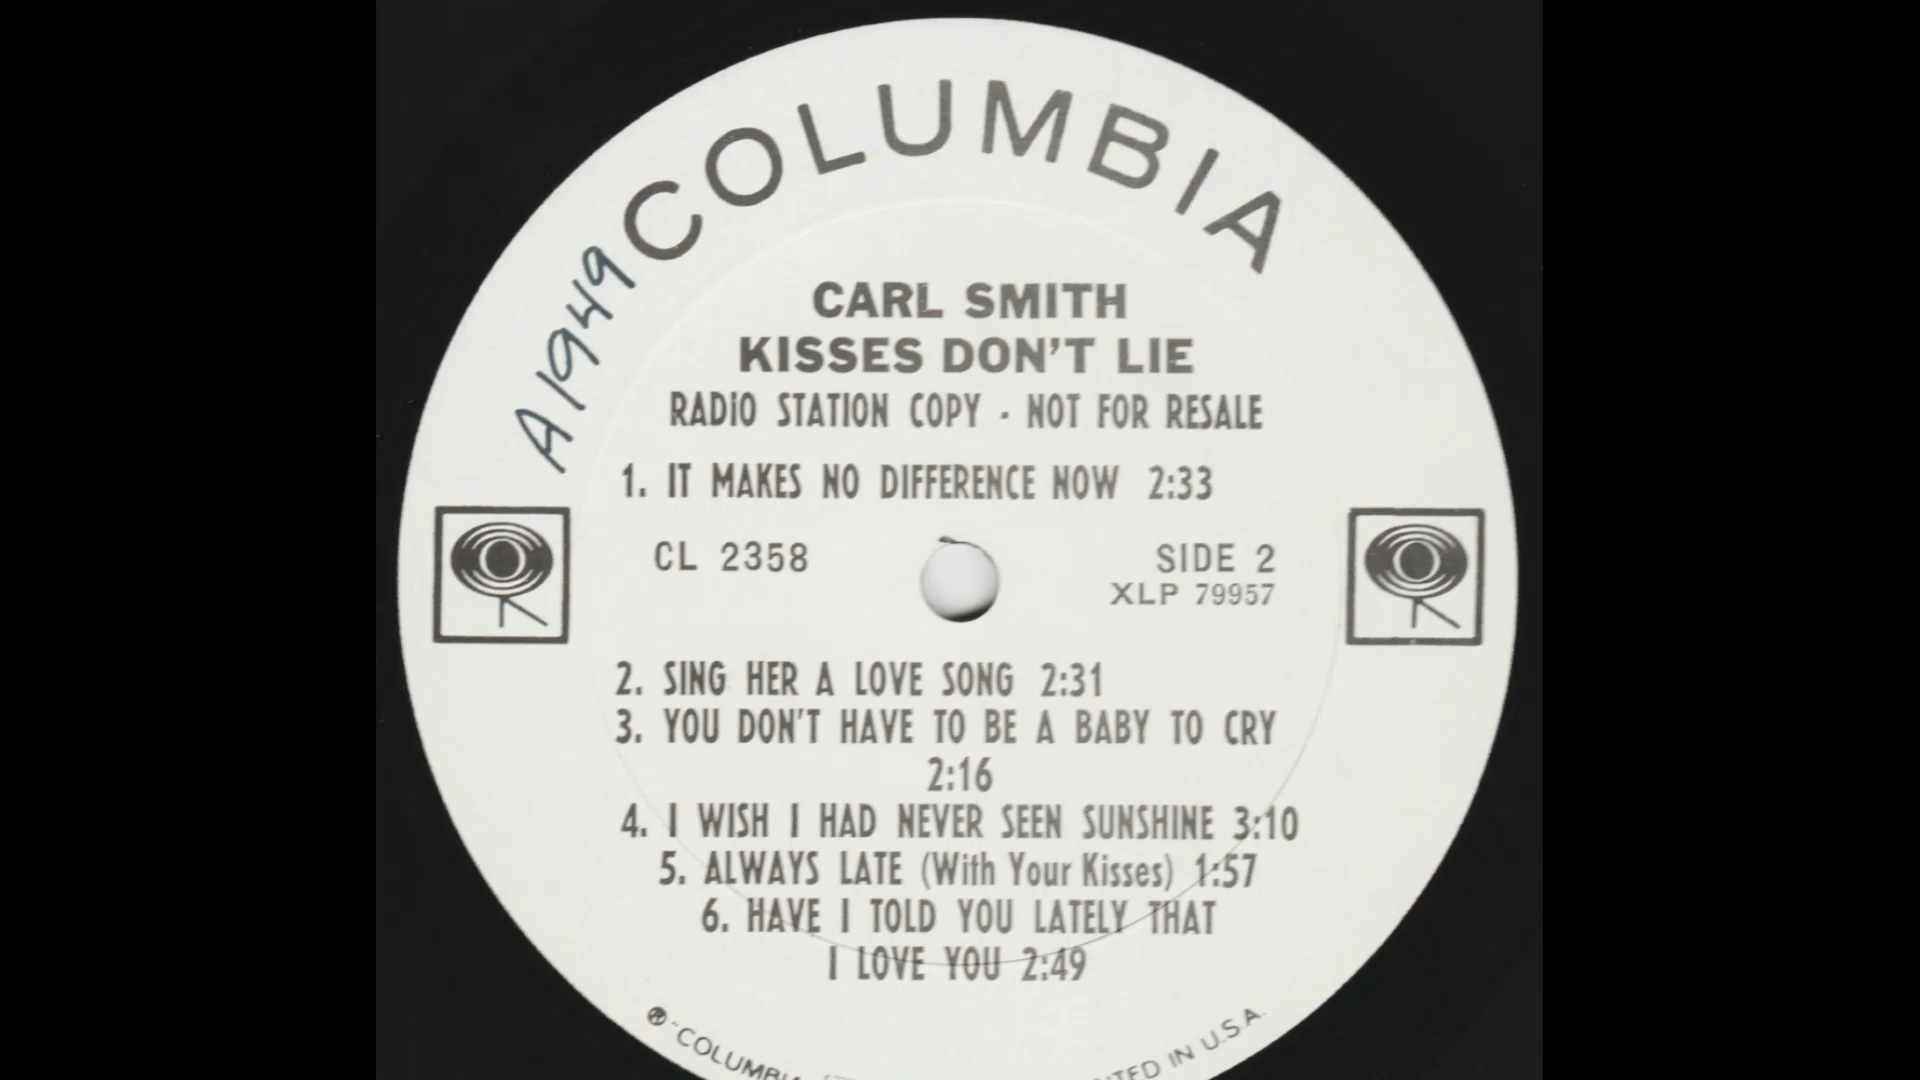 COLUMBIA
A1949
CARL SMITH
KISSES DON'T LIE
RADIO STATION COPY - NOT FOR RESALE
1. IT MAKES NO DIFFERENCE NOW 2:33
CL 2358
SIDE 2
XLP 79957
2. SING HER A LOVE SONG 2:31
3. YOU DON'T HAVE TO BE A BABY TO CRY
2:16
4. I WISH I HAD NEVER SEEN SUNSHINE 3:10
5. ALWAYS LATE (With Your Kisses) 1:57
6. HAVE I TOLD YOU LATELY THAT
I LOVE YOU 2:49
® "COLUMBIA
IN U.S.A.